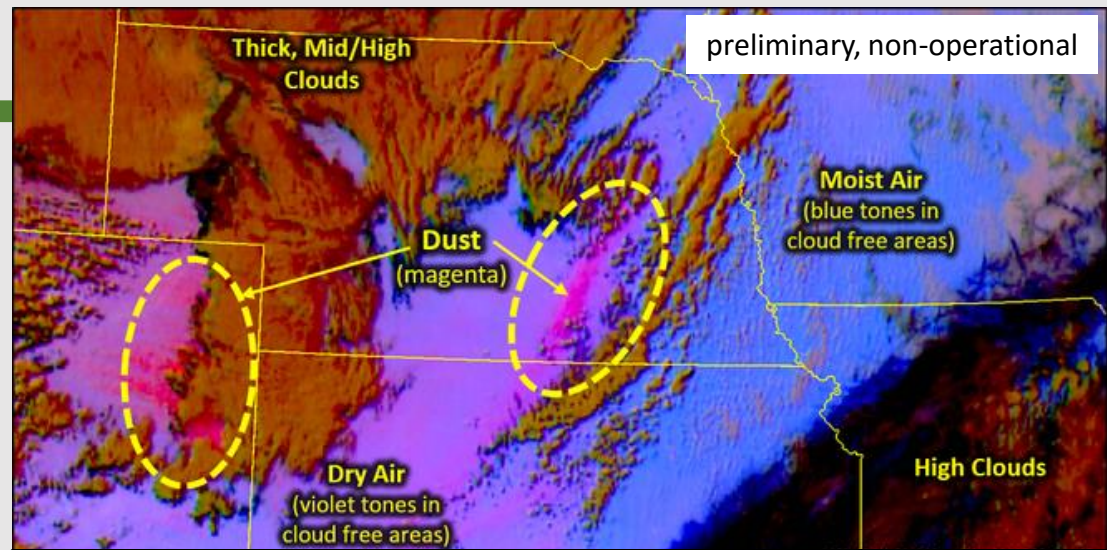 preliminary, non-operational
Thick, Mid/High
Clouds
Moist Air
(blue tones in
cloud free areas)
Dust
(magenta)
High Clouds
Dry Air
(violet tones in
cloud free areas)